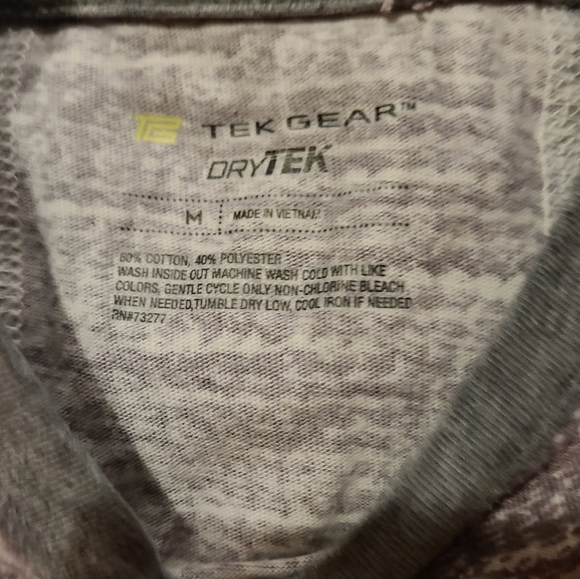 TEK GEAR™
DRYTEK
M MADE IN VIETNAM
60% COTTON, 40% POLYESTER
WASH INSIDE OUT MACHINE WASH COLD WITH LIKE
COLORS, GENTLE CYCLE ONLY NON-CHLORINE BLEACH
WHEN NEEDED,TUMBLE DRY LOW, COOL IRON IF NEEDED
RN#73277